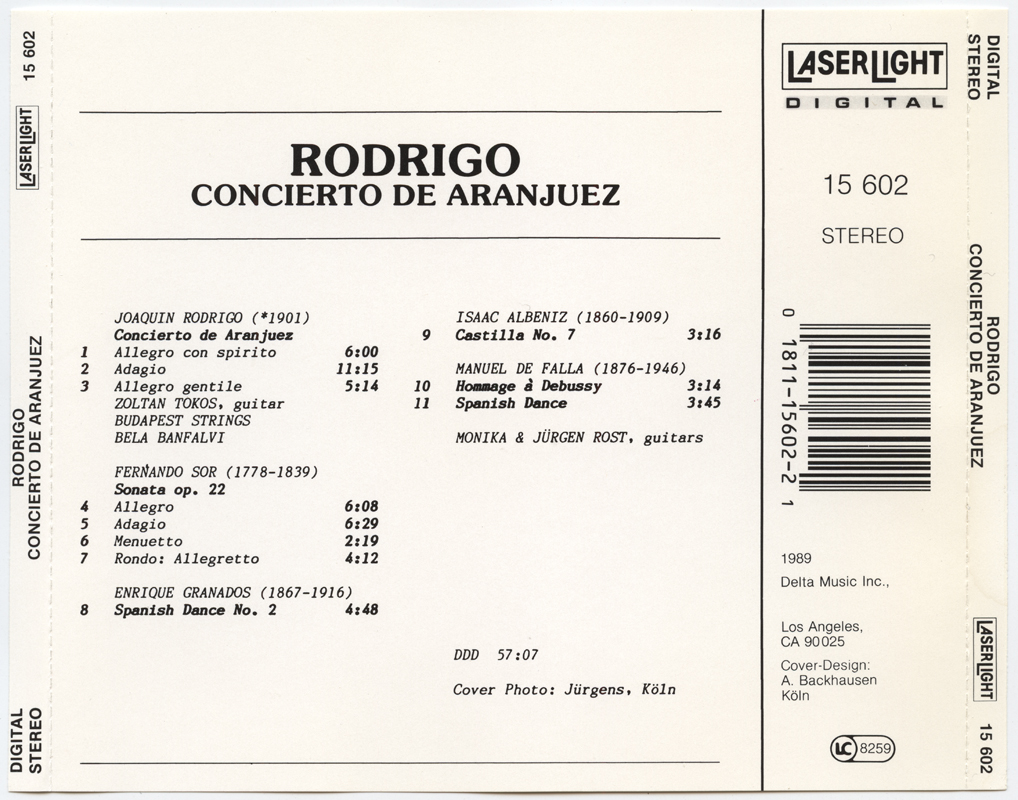 15 602
LASERLIGHT
RODRIGO
CONCIERTO DE ARANJUEZ
DIGITAL
STEREO
RODRIGO
CONCIERTO DE ARANJUEZ
JOAQUIN RODRIGO (*1901)
Concierto de Aranjuez
1 Allegro con spirito 6:00
2 Adagio 11:15
3 Allegro gentile 5:14
ZOLTAN TOKOS, guitar
BUDAPEST STRINGS
BELA BANFALVI
FERNANDO SOR (1778-1839)
Sonata op. 22
4 Allegro 6:08
5 Adagio 6:29
6 Menuetto 2:19
7 Rondo: Allegretto 4:12
ENRIQUE GRANADOS (1867-1916)
8 Spanish Dance No. 2 4:48
ISAAC ALBENIZ (1860-1909)
9 Castilla No. 7 3:16
MANUEL DE FALLA (1876-1946)
10 Hommage à Debussy 3:14
11 Spanish Dance 3:45
MONIKA & JÜRGEN ROST, guitars
DDD 57:07
Cover Photo: Jürgens, Köln
LASERLIGHT
DIGITAL
15 602
STEREO
0 1811-15602-2 1
1989
Delta Music Inc.,
Los Angeles,
CA 90025
Cover-Design:
A. Backhausen
Köln
LC 8259
DIGITAL
STEREO
RODRIGO
CONCIERTO DE ARANJUEZ
LASERLIGHT
15 602